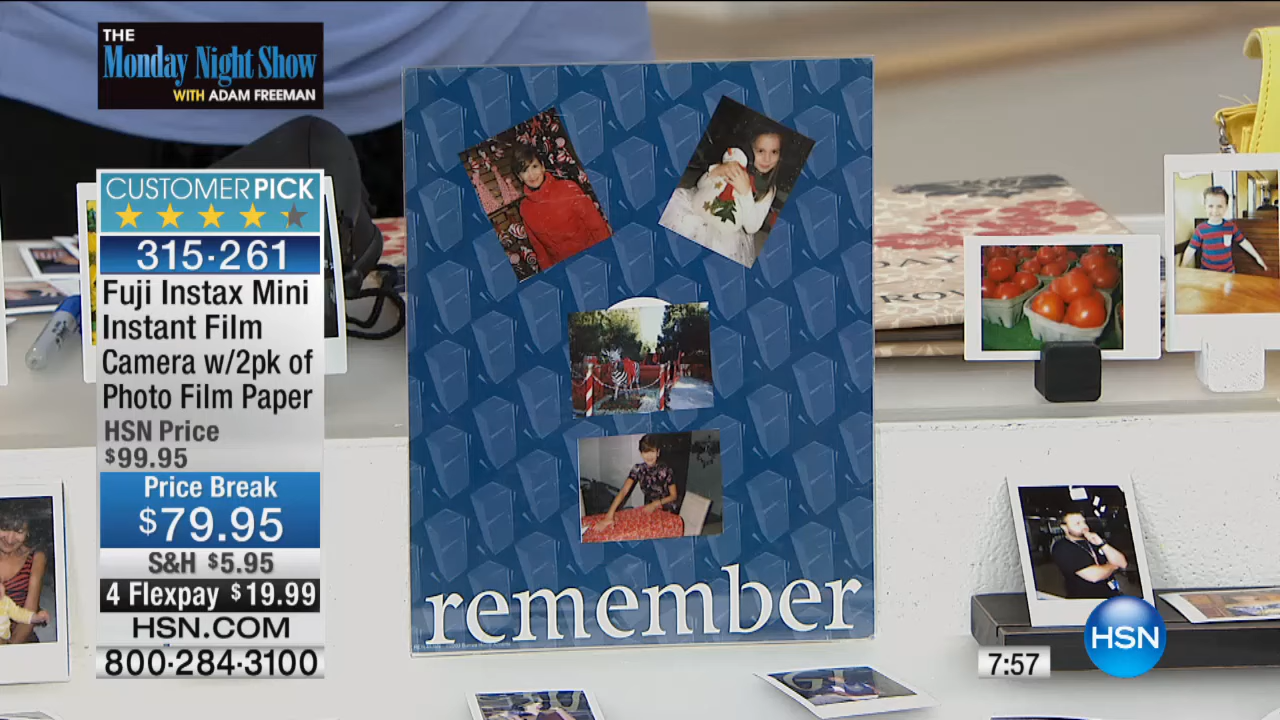 THE
Monday Night Show
WITH ADAM FREEMAN
CUSTOMER PICK
315-261
Fuji Instax Mini
Instant Film
Camera w/2pk of
Photo Film Paper
HSN Price
$99.95
Price Break
$79.95
S&H $5.95
4 Flexpay $19.99
HSN.COM
800-284-3100
remember
HSN
7:57